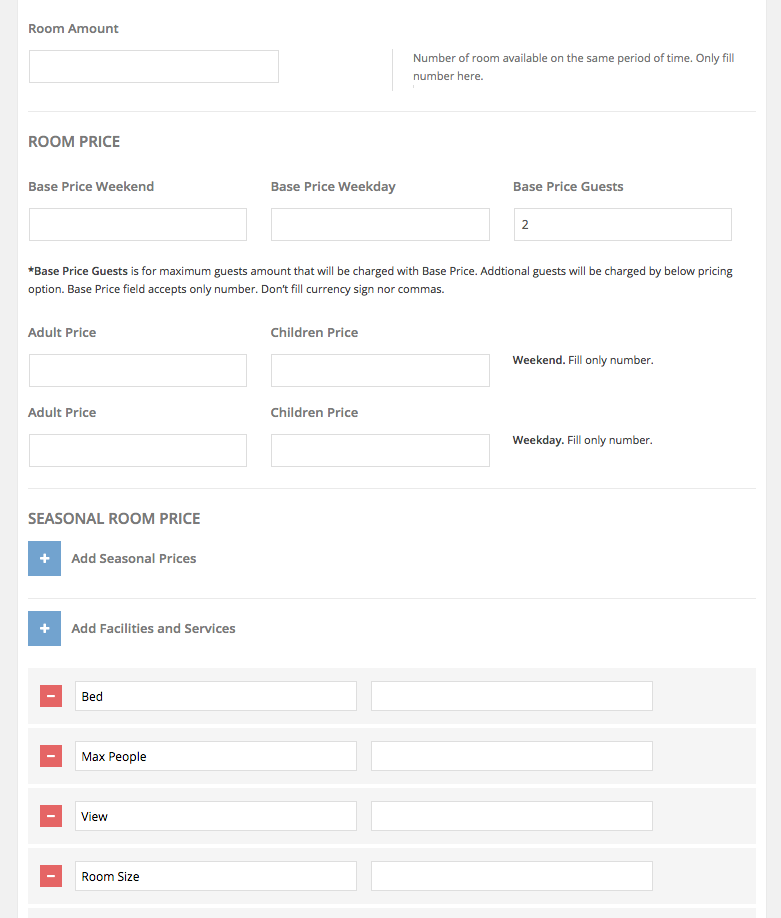 Room Amount
Number of room available on the same period of time. Only fill
number here.
ROOM PRICE
Base Price Weekend
Base Price Weekday
Base Price Guests
2
*Base Price Guests is for maximum guests amount that will be charged with Base Price. Addtional guests will be charged by below pricing
option. Base Price field accepts only number. Don't fill currency sign nor commas.
Adult Price
Children Price
Weekend. Fill only number.
Adult Price
Children Price
Weekday. Fill only number.
SEASONAL ROOM PRICE
+ Add Seasonal Prices
+ Add Facilities and Services
- Bed
- Max People
- View
- Room Size